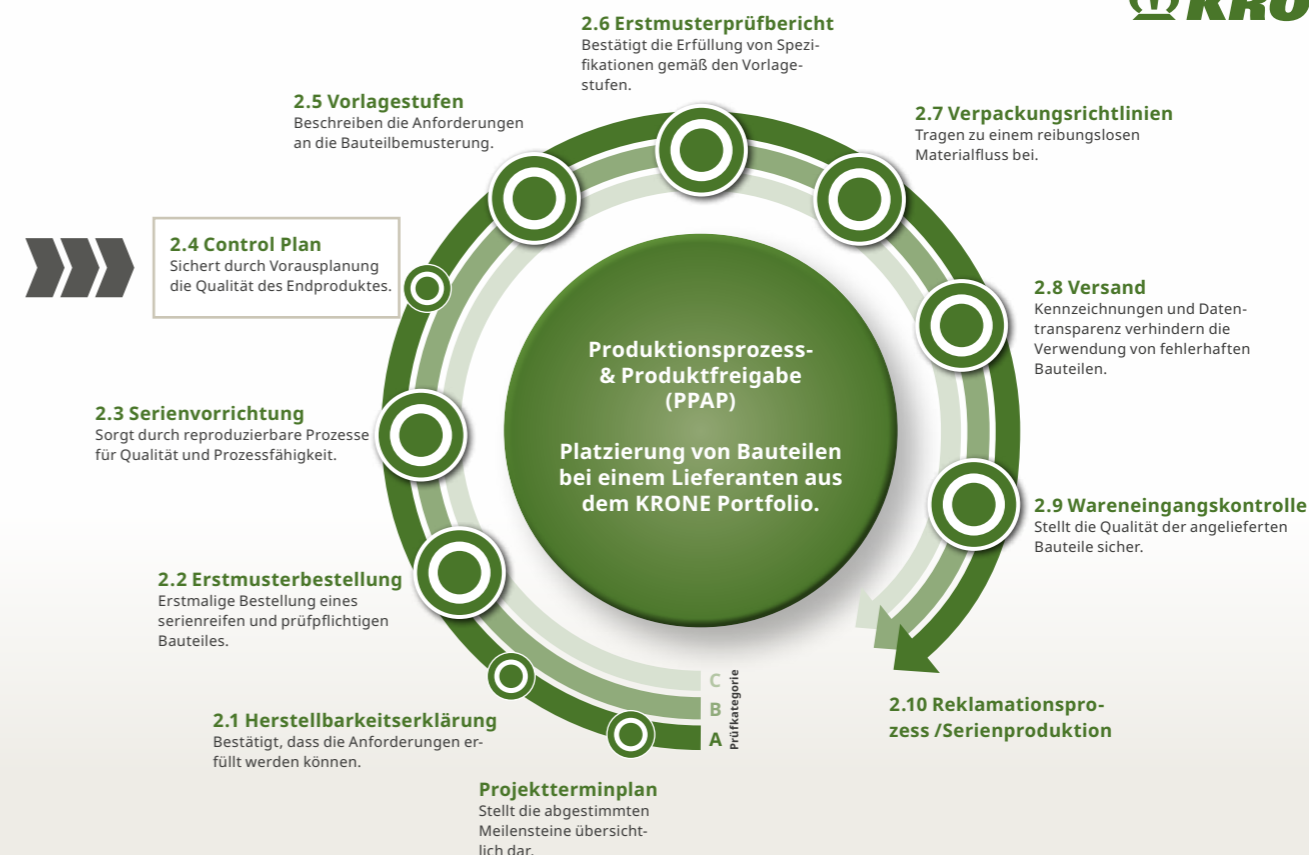 2.6 Erstmusterprüfbericht
Bestätigt die Erfüllung von Spezi-
fikationen gemäß den Vorlage-
stufen.
2.5 Vorlagestufen
Beschreiben die Anforderungen
an die Bauteilbemusterung.
2.7 Verpackungsrichtlinien
Tragen zu einem reibungslosen
Materialfluss bei.
2.4 Control Plan
Sichert durch Vorausplanung
die Qualität des Endproduktes.
2.8 Versand
Kennzeichnungen und Daten-
transparenz verhindern die
Verwendung von fehlerhaften
Bauteilen.
Produktionsprozess-
& Produktfreigabe
(PPAP)
Platzierung von Bauteilen
bei einem Lieferanten aus
dem KRONE Portfolio.
2.3 Serienvorrichtung
Sorgt durch reproduzierbare Prozesse
für Qualität und Prozessfähigkeit.
2.9 Wareneingangskontrolle
Stellt die Qualität der angelieferten
Bauteile sicher.
2.2 Erstmusterbestellung
Erstmalige Bestellung eines
serienreifen und prüfpflichtigen
Bauteiles.
C
B
A
Prüfkategorie
2.10 Reklamationspro-
zess /Serienproduktion
2.1 Herstellbarkeitserklärung
Bestätigt, dass die Anforderungen er-
füllt werden können.
Projektterminplan
Stellt die abgestimmten
Meilensteine übersicht-
lich dar.